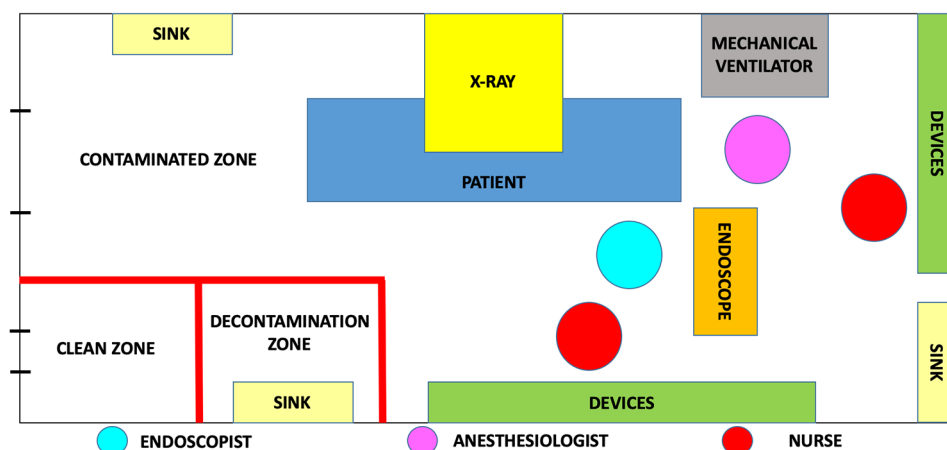 SINK
X-RAY
MECHANICAL
VENTILATOR
DEVICES
CONTAMINATED ZONE
PATIENT
ENDOSCOPE
CLEAN ZONE
DECONTAMINATION
ZONE
SINK
DEVICES
SINK
ENDOSCOPIST
ANESTHESIOLOGIST
NURSE